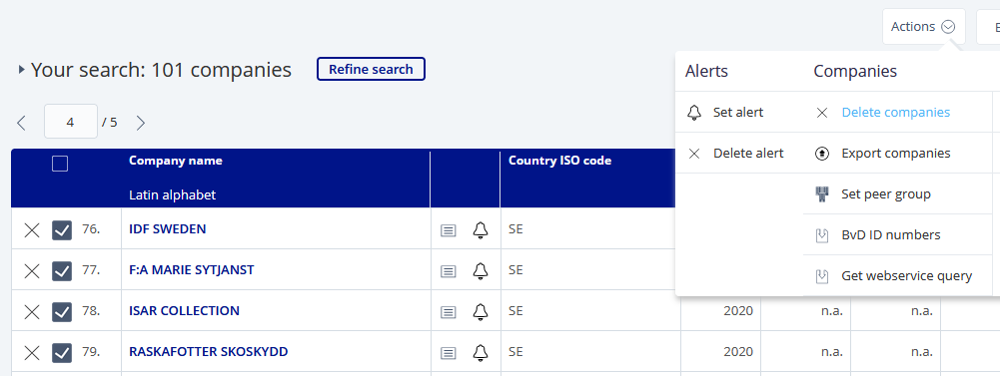 Actions
E
Your search: 101 companies
Refine search
Alerts
Companies
Set alert
Delete companies
Delete alert
Export companies
Set peer group
BvD ID numbers
Get webservice query
4 / 5
Company name
Country ISO code
Latin alphabet
76. IDF SWEDEN SE
77. F:A MARIE SYTJANST SE
78. ISAR COLLECTION SE 2020 n.a. n.a.
79. RASKAFOTTER SKOSKYDD SE 2020 n.a. n.a.